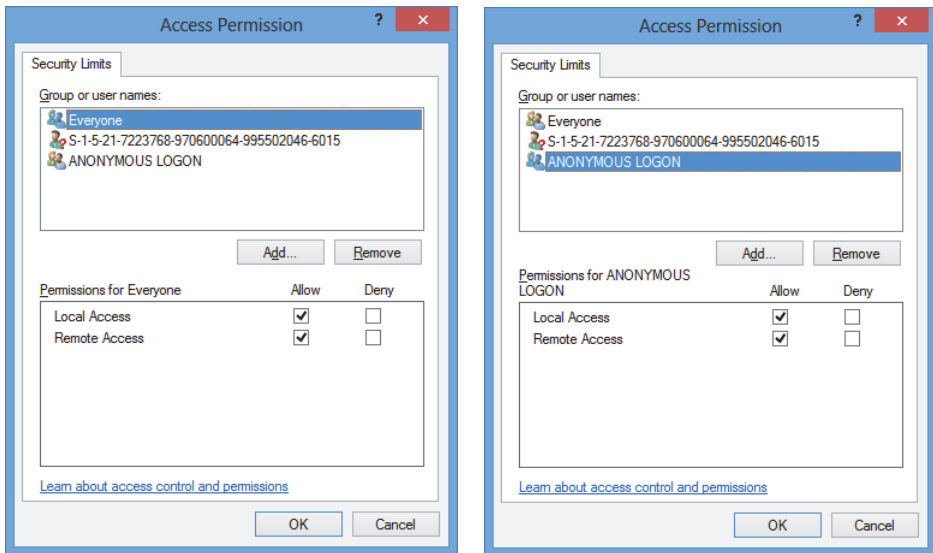 Access Permission
?
×
Security Limits
Group or user names:
Everyone
S-1-5-21-7223768-970600064-995502046-6015
ANONYMOUS LOGON
Add...
Remove
Permissions for Everyone
Allow
Deny
Local Access
Remote Access
Learn about access control and permissions
OK
Cancel
Access Permission
?
×
Security Limits
Group or user names:
Everyone
S-1-5-21-7223768-970600064-995502046-6015
ANONYMOUS LOGON
Add...
Remove
Permissions for ANONYMOUS
LOGON
Allow
Deny
Local Access
Remote Access
Learn about access control and permissions
OK
Cancel